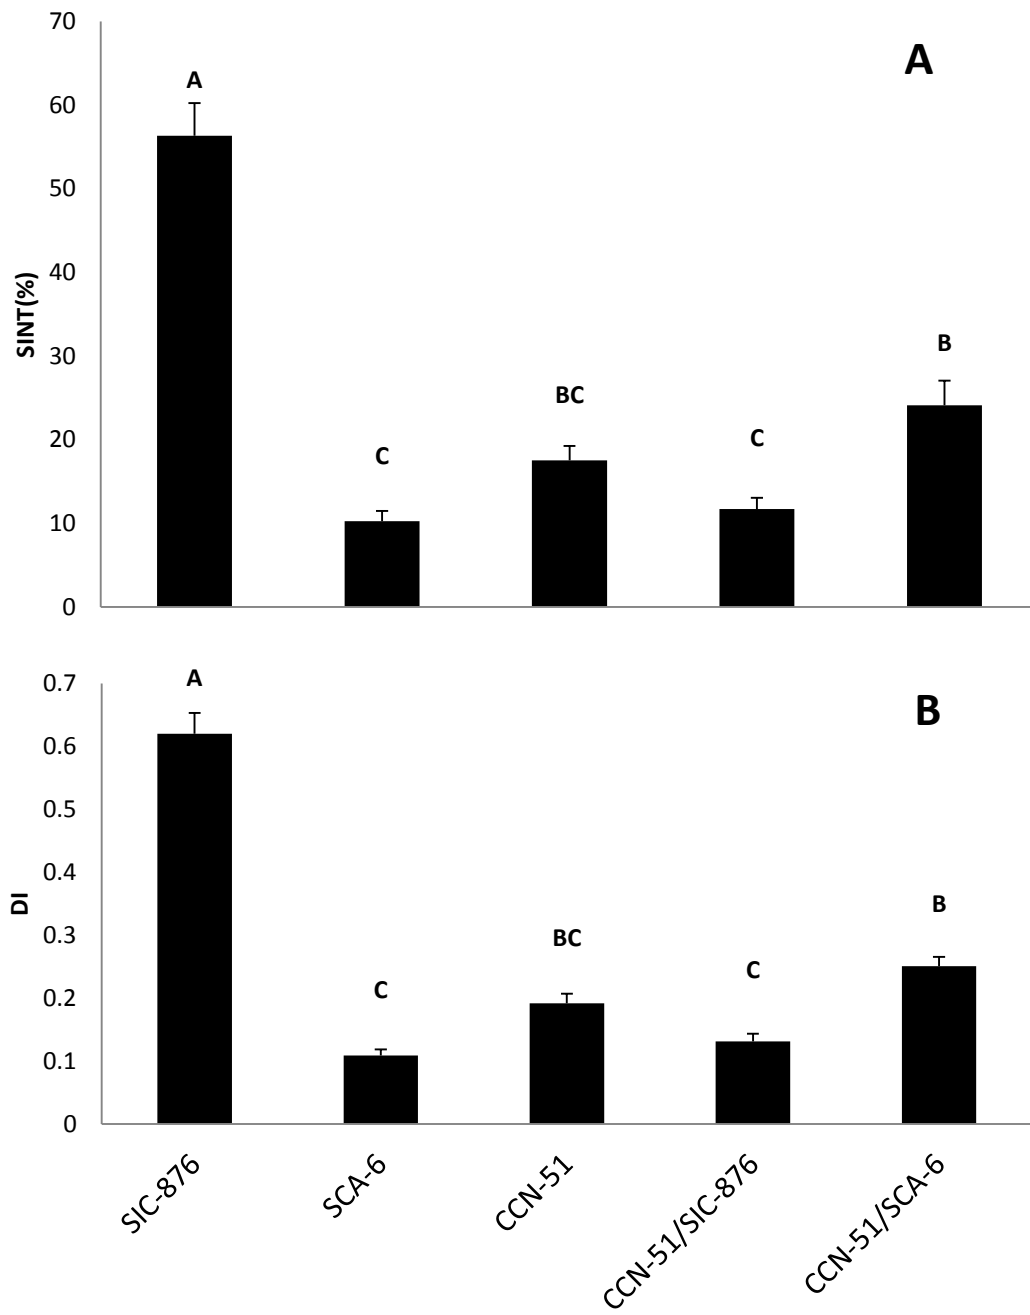 70
A
A
60
50
40
SINT(%)
B
30
BC
C
C
20
10
0
0.7
A
B
0.6
0.5
0.4
DI
B
0.3
BC
C
C
0.2
0.1
0
SIC-876
SCA-6
CCN-51
CCN-51/SIC-876
CCN-51/SCA-6